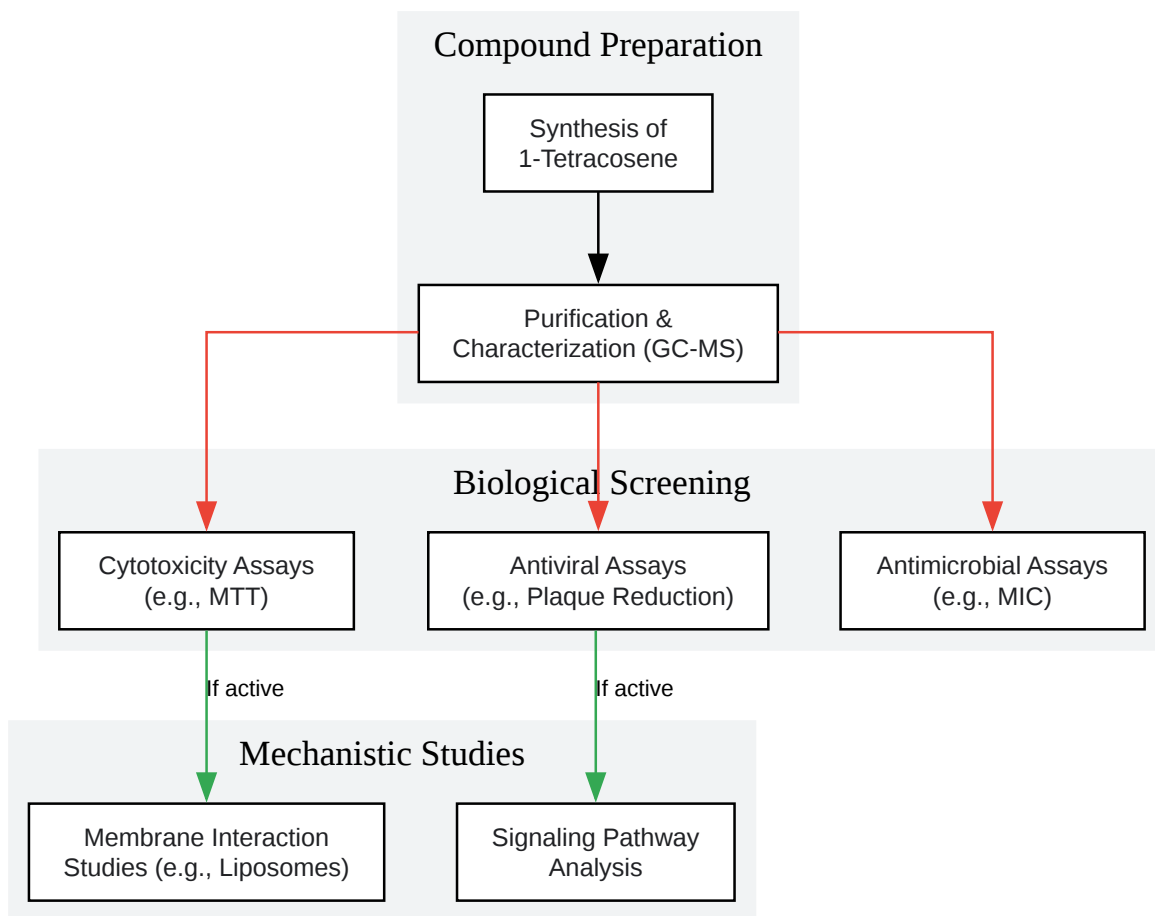 Compound Preparation
Synthesis of
1-Tetracosene
Purification &
Characterization (GC-MS)
Biological Screening
Cytotoxicity Assays
(e.g., MTT)
Antiviral Assays
(e.g., Plaque Reduction)
Antimicrobial Assays
(e.g., MIC)
If active
If active
Mechanistic Studies
Membrane Interaction
Studies (e.g., Liposomes)
Signaling Pathway
Analysis